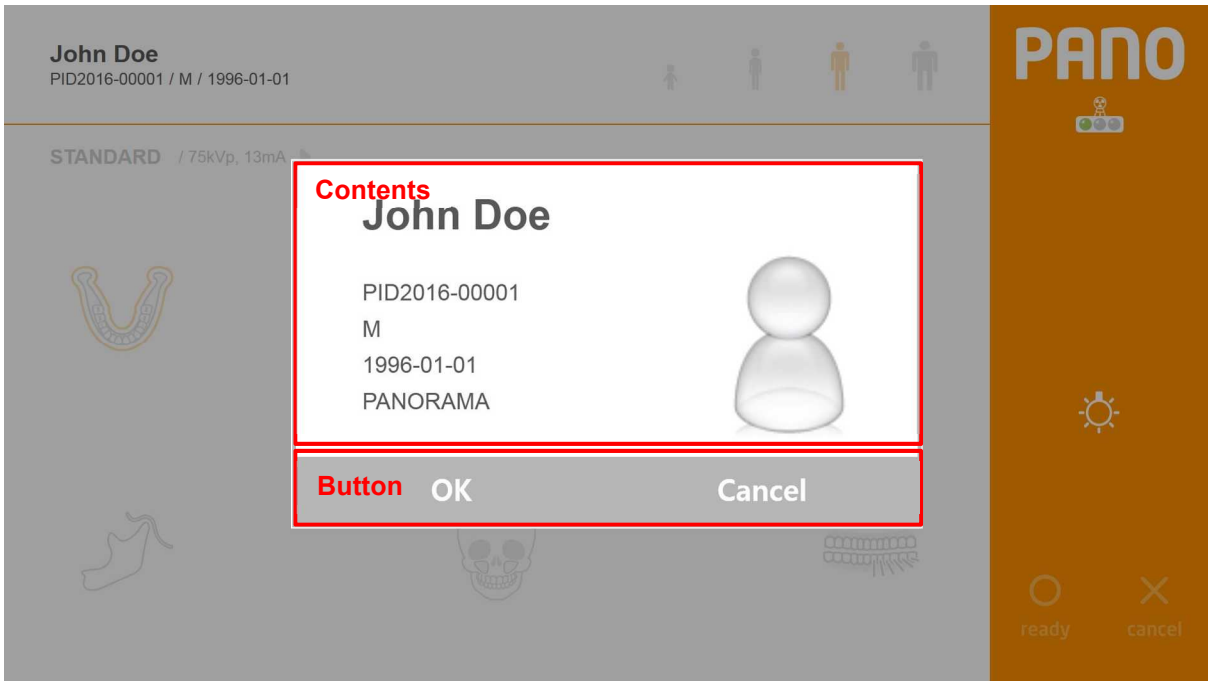 John Doe
PID2016-00001 / M / 1996-01-01
PANO
STANDARD / 75kVp, 13mA
Contents
John Doe
PID2016-00001
M
1996-01-01
PANORAMA
Button OK Cancel
ready cancel